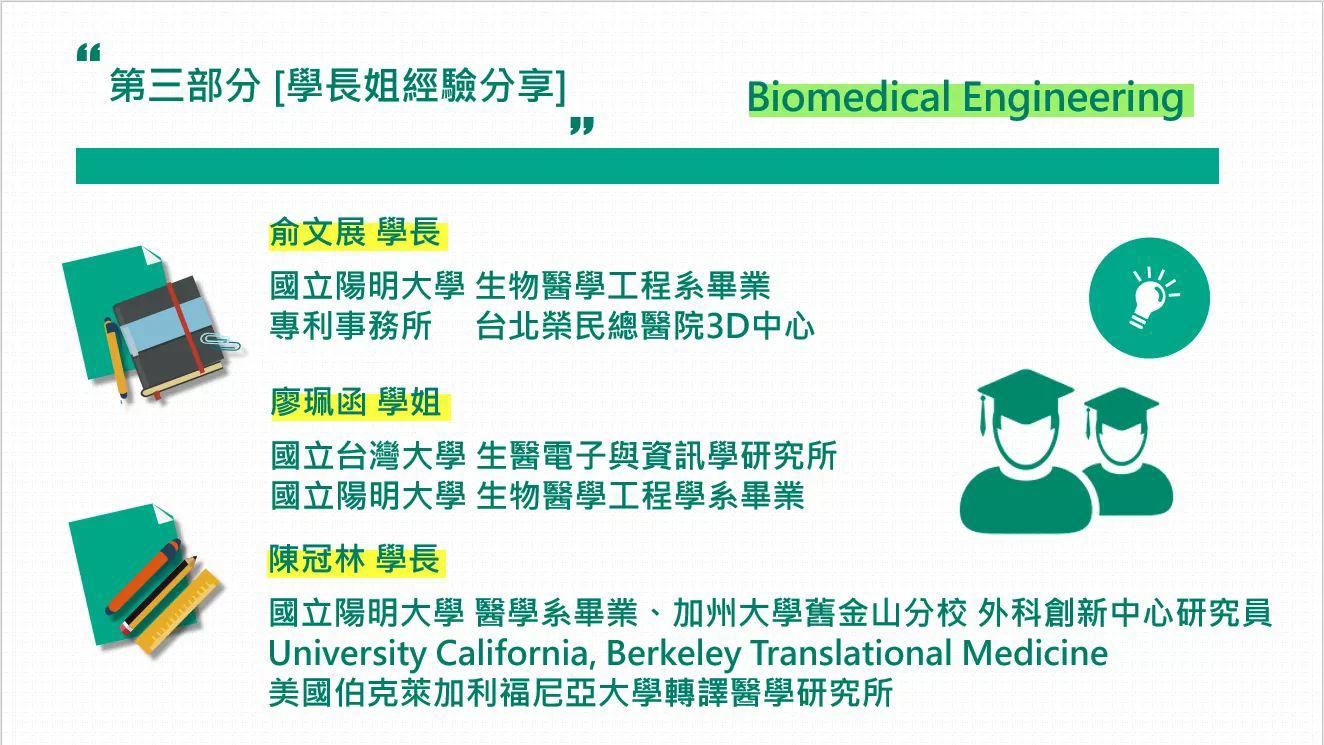 ❝第三部分 [學長姐經驗分享]❞
Biomedical Engineering
俞文展 學長
國立陽明大學 生物醫學工程系畢業
專利事務所 台北榮民總醫院3D中心
廖珮函 學姐
國立台灣大學 生醫電子與資訊學研究所
國立陽明大學 生物醫學工程學系畢業
陳冠林 學長
國立陽明大學 醫學系畢業、加州大學舊金山分校 外科創新中心研究員
University California, Berkeley Translational Medicine
美國伯克萊加利福尼亞大學轉譯醫學研究所